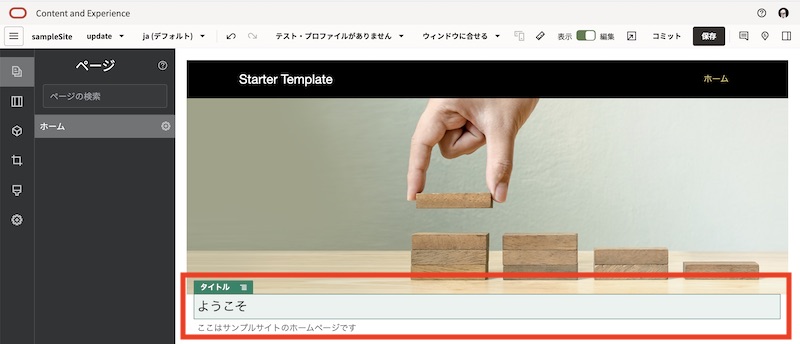 Content and Experience
sampleSite update ja (デフォルト) テスト・プロファイルがありません ウィンドウに合せる 表示 編集 コミット 保存
ページ
ページの検索
ホーム
Starter Template ホーム
タイトル
ようこそ
ここはサンプルサイトのホームページです